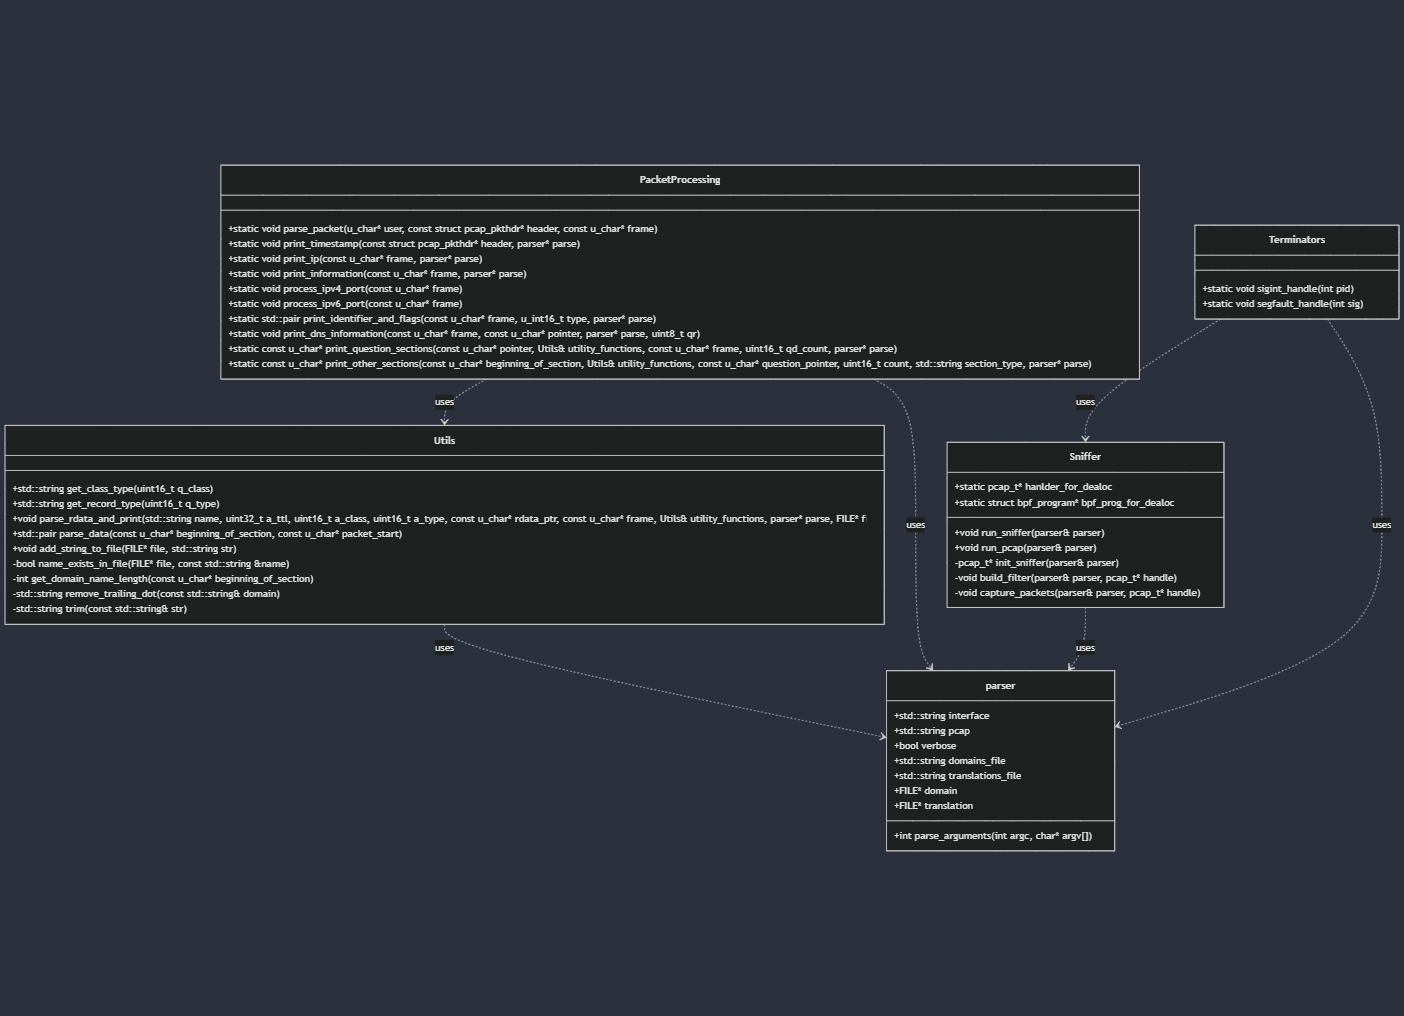 PacketProcessing
+static void parse_packet(u_char* user, const struct pcap_pkthdr* header, const u_char* frame)
+static void print_timestamp(const struct pcap_pkthdr* header, parser* parse)
+static void print_ip(const u_char* frame, parser* parse)
+static void print_information(const u_char* frame, parser* parse)
+static void process_ipv4_port(const u_char* frame)
+static void process_ipv6_port(const u_char* frame)
+static std::pair print_identifier_and_flags(const u_char* frame, u_int16_t type, parser* parse)
+static void print_dns_information(const u_char* frame, const u_char* pointer, parser* parse, uint8_t qr)
+static const u_char* print_question_sections(const u_char* pointer, Utils& utility_functions, const u_char* frame, uint16_t qd_count, parser* parse)
+static const u_char* print_other_sections(const u_char* beginning_of_section, Utils& utility_functions, const u_char* question_pointer, uint16_t count, std::string section_type, parser* parse)
Terminators
+static void sigint_handle(int pid)
+static void segfault_handle(int sig)
uses
uses
Utils
+std::string get_class_type(uint16_t q_class)
+std::string get_record_type(uint16_t q_type)
+void parse_rdata_and_print(std::string name, uint32_t a_ttl, uint16_t a_class, uint16_t a_type, const u_char* rdata_ptr, const u_char* frame, Utils& utility_functions, parser* parse, FILE* f
+std::pair parse_data(const u_char* beginning_of_section, const u_char* packet_start)
+void add_string_to_file(FILE* file, std::string str)
-bool name_exists_in_file(FILE* file, const std::string &name)
-int get_domain_name_length(const u_char* beginning_of_section)
-std::string remove_trailing_dot(const std::string& domain)
-std::string trim(const std::string& str)
uses
Sniffer
+static pcap_t* hanlder_for_dealoc
+static struct bpf_program* bpf_prog_for_dealoc
+void run_sniffer(parser& parser)
+void run_pcap(parser& parser)
-pcap_t* init_sniffer(parser& parser)
-void build_filter(parser& parser, pcap_t* handle)
-void capture_packets(parser& parser, pcap_t* handle)
uses
uses
uses
parser
+std::string interface
+std::string pcap
+bool verbose
+std::string domains_file
+std::string translations_file
+FILE* domain
+FILE* translation
+int parse_arguments(int argc, char* argv[])